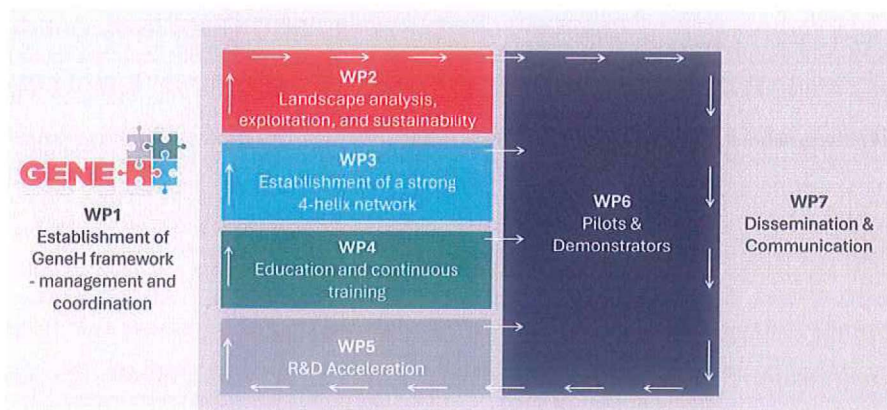 GENE-H
WP1
Establishment of
GeneH framework
- management and
coordination
WP2
Landscape analysis,
exploitation, and sustainability
WP3
Establishment of a strong
4-helix network
WP4
Education and continuous
training
WP5
R&D Acceleration
WP6
Pilots &
Demonstrators
WP7
Dissemination &
Communication